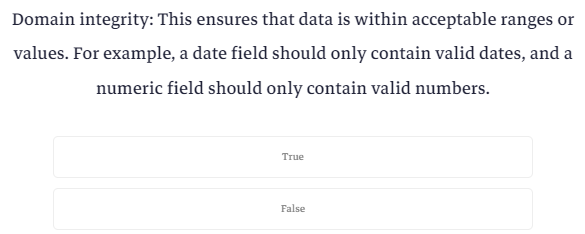 Domain integrity: This ensures that data is within acceptable ranges or
values. For example, a date field should only contain valid dates, and a
numeric field should only contain valid numbers.
True
False